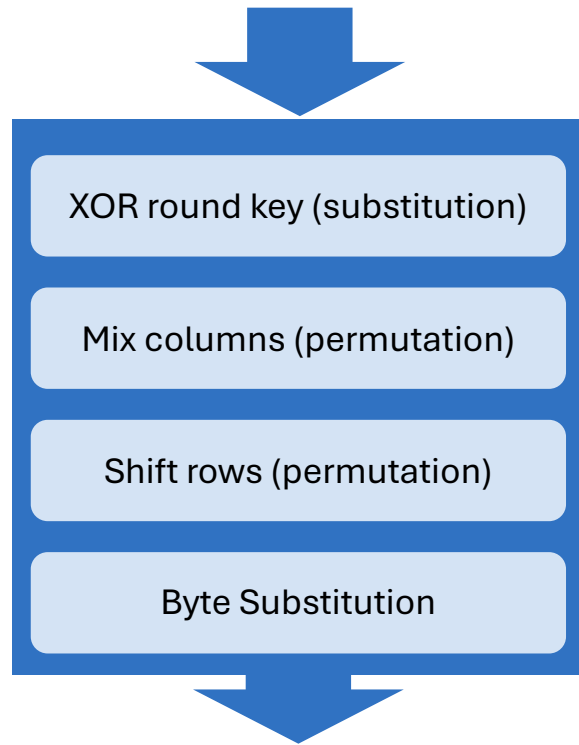 XOR round key (substitution)
Mix columns (permutation)
Shift rows (permutation)
Byte Substitution